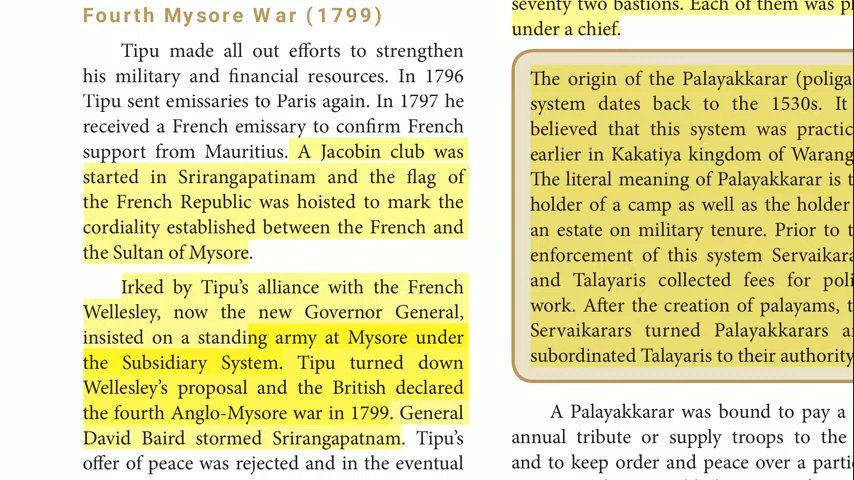 Fourth Mysore War (1799)
Tipu made all out efforts to strengthen
his military and financial resources. In 1796
Tipu sent emissaries to Paris again. In 1797 he
received a French emissary to confirm French
support from Mauritius. A Jacobin club was
started in Srirangapatinam and the flag of
the French Republic was hoisted to mark the
cordiality established between the French and
the Sultan of Mysore.
Irked by Tipu's alliance with the French
Wellesley, now the new Governor General,
insisted on a standing army at Mysore under
the Subsidiary System. Tipu turned down
Wellesley's proposal and the British declared
the fourth Anglo-Mysore war in 1799. General
David Baird stormed Srirangapatnam. Tipu's
offer of peace was rejected and in the eventual
seventy two bastions. Each of them was
under a chief.
The origin of the Palayakkarar
system dates back to the 1530s. It
believed that this system was
earlier in Kakatiya kingdom of
The literal meaning of Palayakkarar is
holder of a camp as well as the holder
an estate on military tenure. Prior to
enforcement of this system
and Talayaris collected fees for
work. After the creation of palayams,
Servaikarars turned Palayakkarars
subordinated Talayaris to their authority
A Palayakkarar was bound to pay a
annual tribute or supply troops to the
and to keep order and peace over a